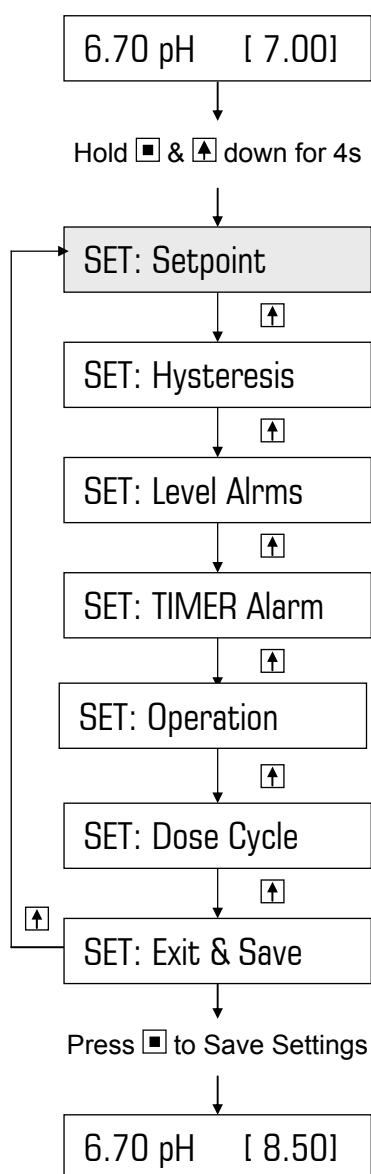 6.70 pH [ 7.00]
Hold & down for 4s
SET: Setpoint
SET: Hysteresis
SET: Level Alrms
SET: TIMER Alarm
SET: Operation
SET: Dose Cycle
SET: Exit & Save
Press to Save Settings
6.70 pH [ 8.50]